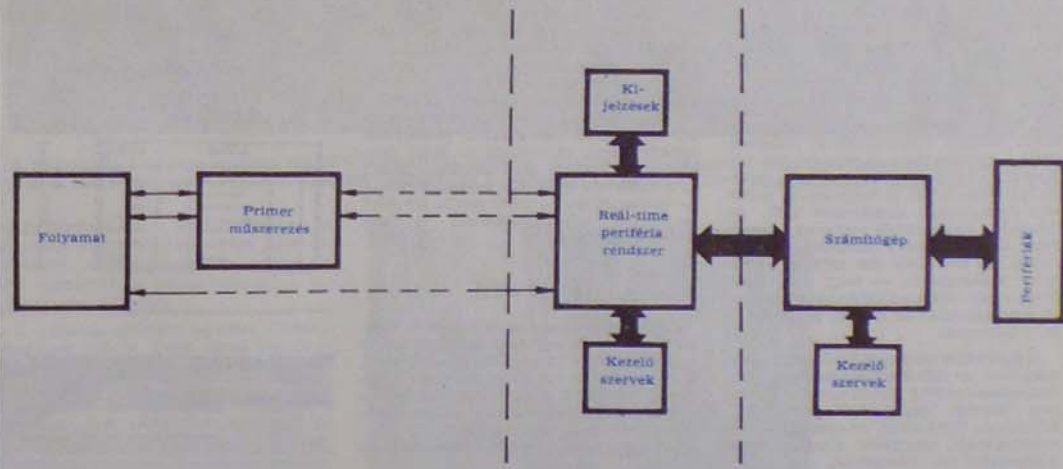 Ki-
jelzések
Folyamat
Primer
műszerezés
Reál-time
periféria
rendszer
Számítógép
Perifériák
Kezelő
szervek
Kezelő
szervek